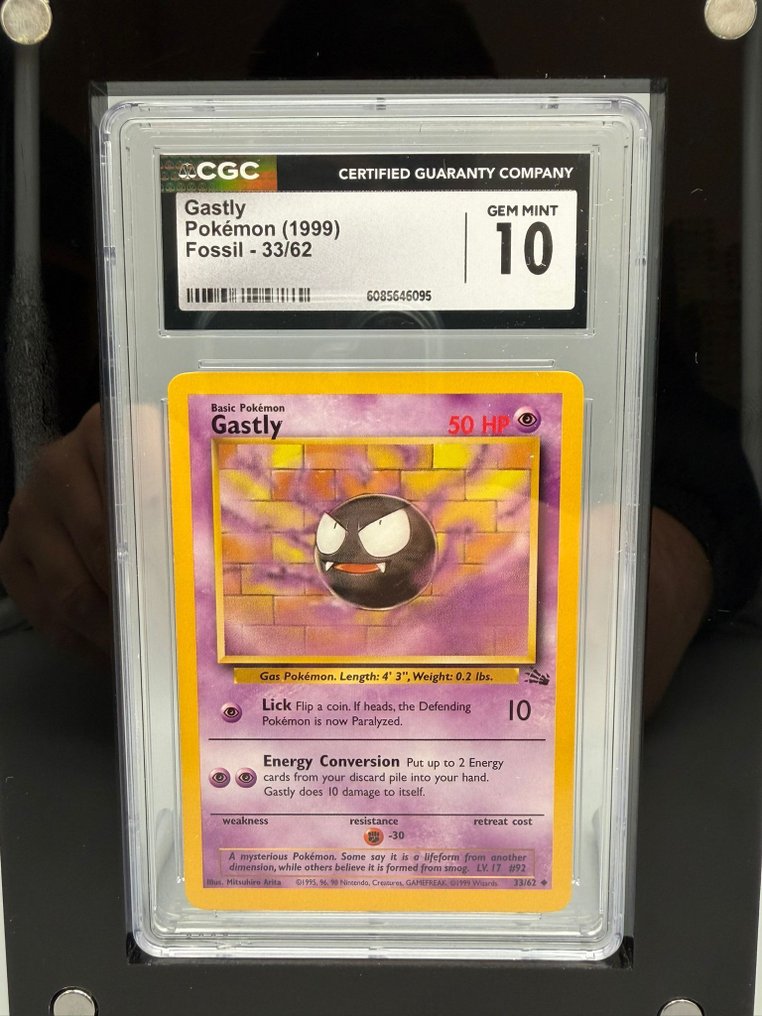 CGC
CERTIFIED GUARANTY COMPANY
Gastly
Pokémon (1999)
Fossil - 33/62
GEM MINT
10
6085646095
Basic Pokémon
Gastly
50 HP
Gas Pokémon. Length: 4' 3", Weight: 0.2 lbs.
Lick Flip a coin. If heads, the Defending
Pokémon is now Paralyzed.
10
Energy Conversion Put up to 2 Energy
cards from your discard pile into your hand.
Gastly does 10 damage to itself.
weakness resistance retreat cost
-30
A mysterious Pokémon. Some say it is a lifeform from another
dimension, while others believe it is formed from smog. LV. 17 #92
Illus. Mitsuhiro Arita ©1995, 96, 98 Nintendo, Creatures, GAMEFREAK. ©1999 Wizards 33/62